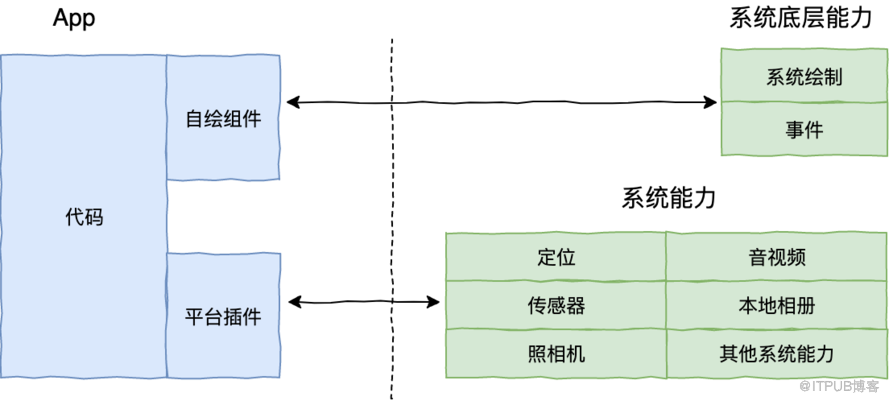 App
系统底层能力
代码
自绘组件
系统绘制
事件
系统能力
平台插件
定位
音视频
传感器
本地相册
照相机
其他系统能力
@ITPUB博客